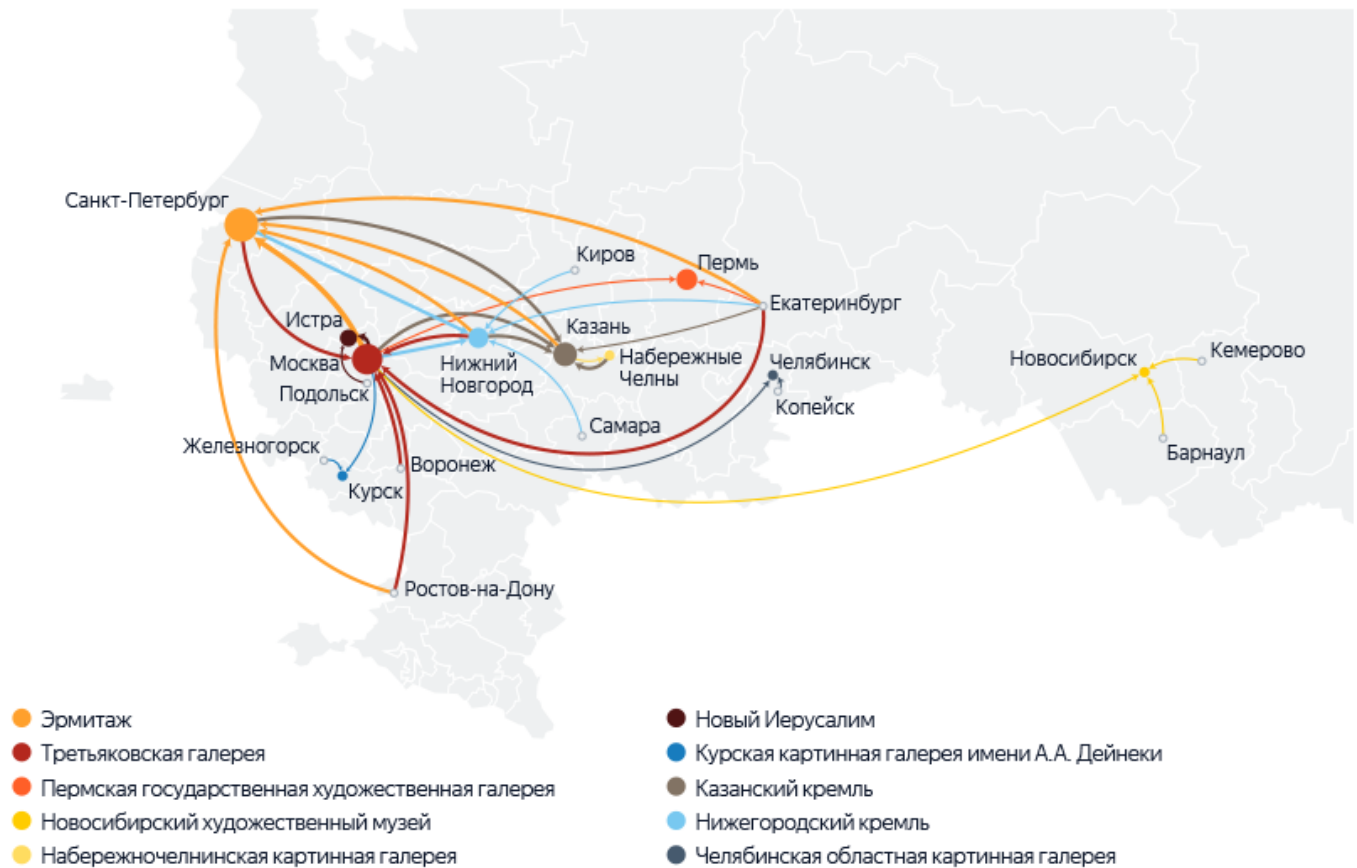 Санкт-Петербург
Киров
Пермь
Екатеринбург
Истра
Казань
Москва
Нижний
Новгород
Набережные
Челны
Челябинск
Новосибирск
Кемерово
Подольск
Копейск
Самара
Барнаул
Железногорск
Воронеж
Курск
Ростов-на-Дону
Эрмитаж
Третьяковская галерея
Пермская государственная художественная галерея
Новосибирский художественный музей
Набережночелнинская картинная галерея
Новый Иерусалим
Курская картинная галерея имени А.А. Дейнеки
Казанский кремль
Нижегородский кремль
Челябинская областная картинная галерея